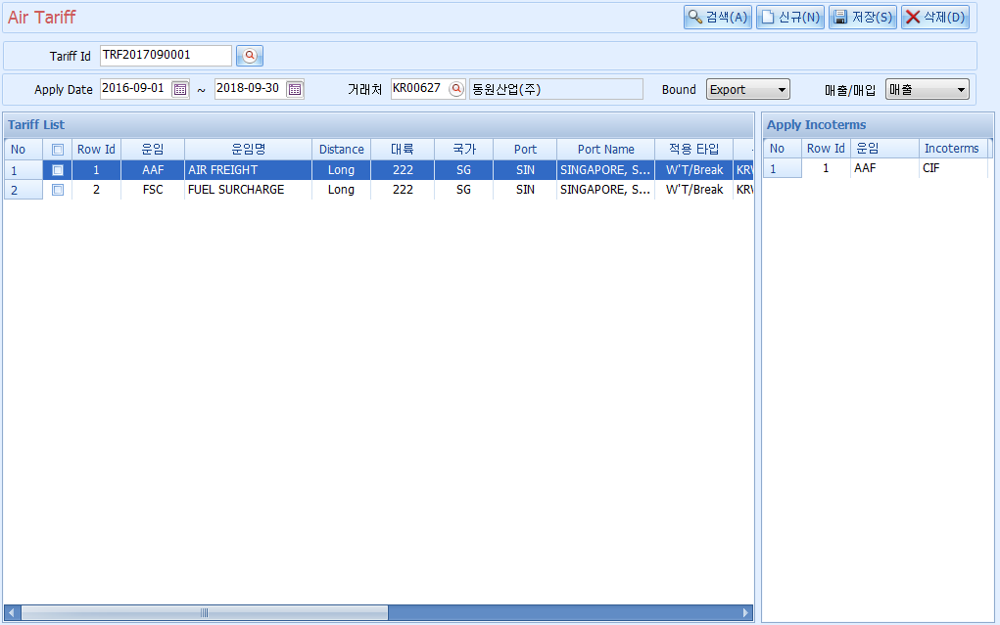 Air Tariff 검색(A) 신규(N) 저장(S) 삭제(D)
Tariff Id TRF2017090001
Apply Date 2016-09-01 ~ 2018-09-30 거래처 KR00627 동원산업(주) Bound Export 매출/매입 매출
Tariff List
No Row Id 운임 운임명 Distance 대륙 국가 Port Port Name 적용 타입
1 1 AAF AIR FREIGHT Long 222 SG SIN SINGAPORE, S... W'T/Break
2 2 FSC FUEL SURCHARGE Long 222 SG SIN SINGAPORE, S... W'T/Break
Apply Incoterms
No Row Id 운임 Incoterms
1 1 AAF CIF